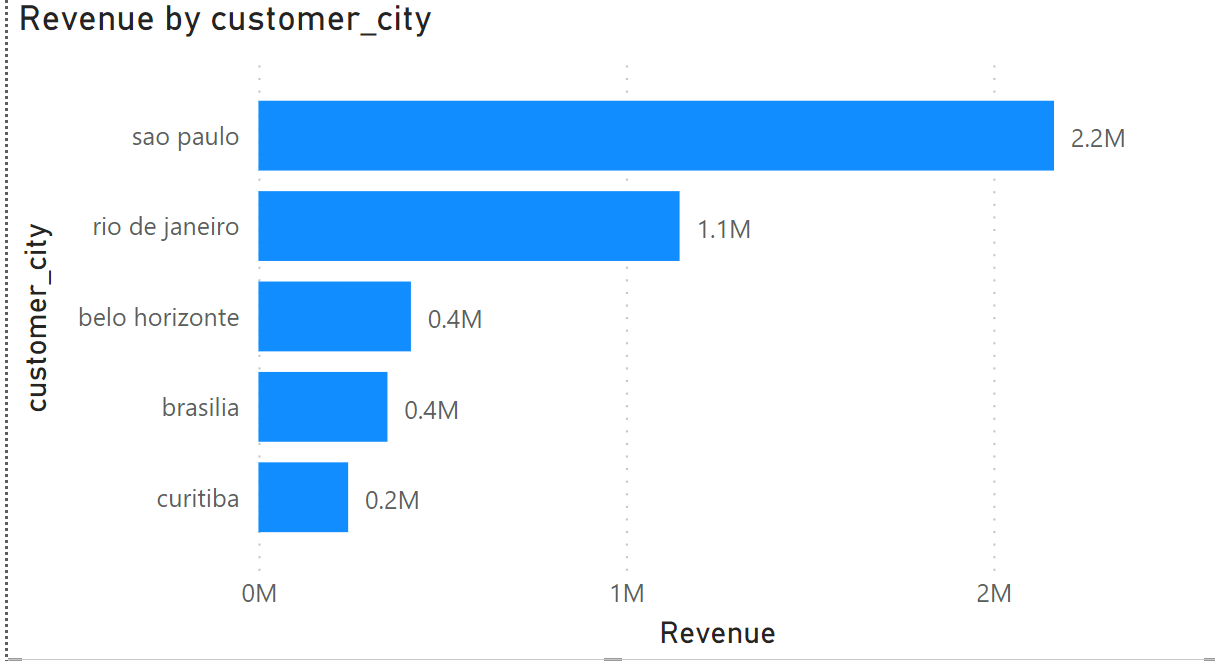 Revenue by customer_city
customer_city
sao paulo 2.2M
rio de janeiro 1.1M
belo horizonte 0.4M
brasilia 0.4M
curitiba 0.2M
0M 1M 2M
Revenue